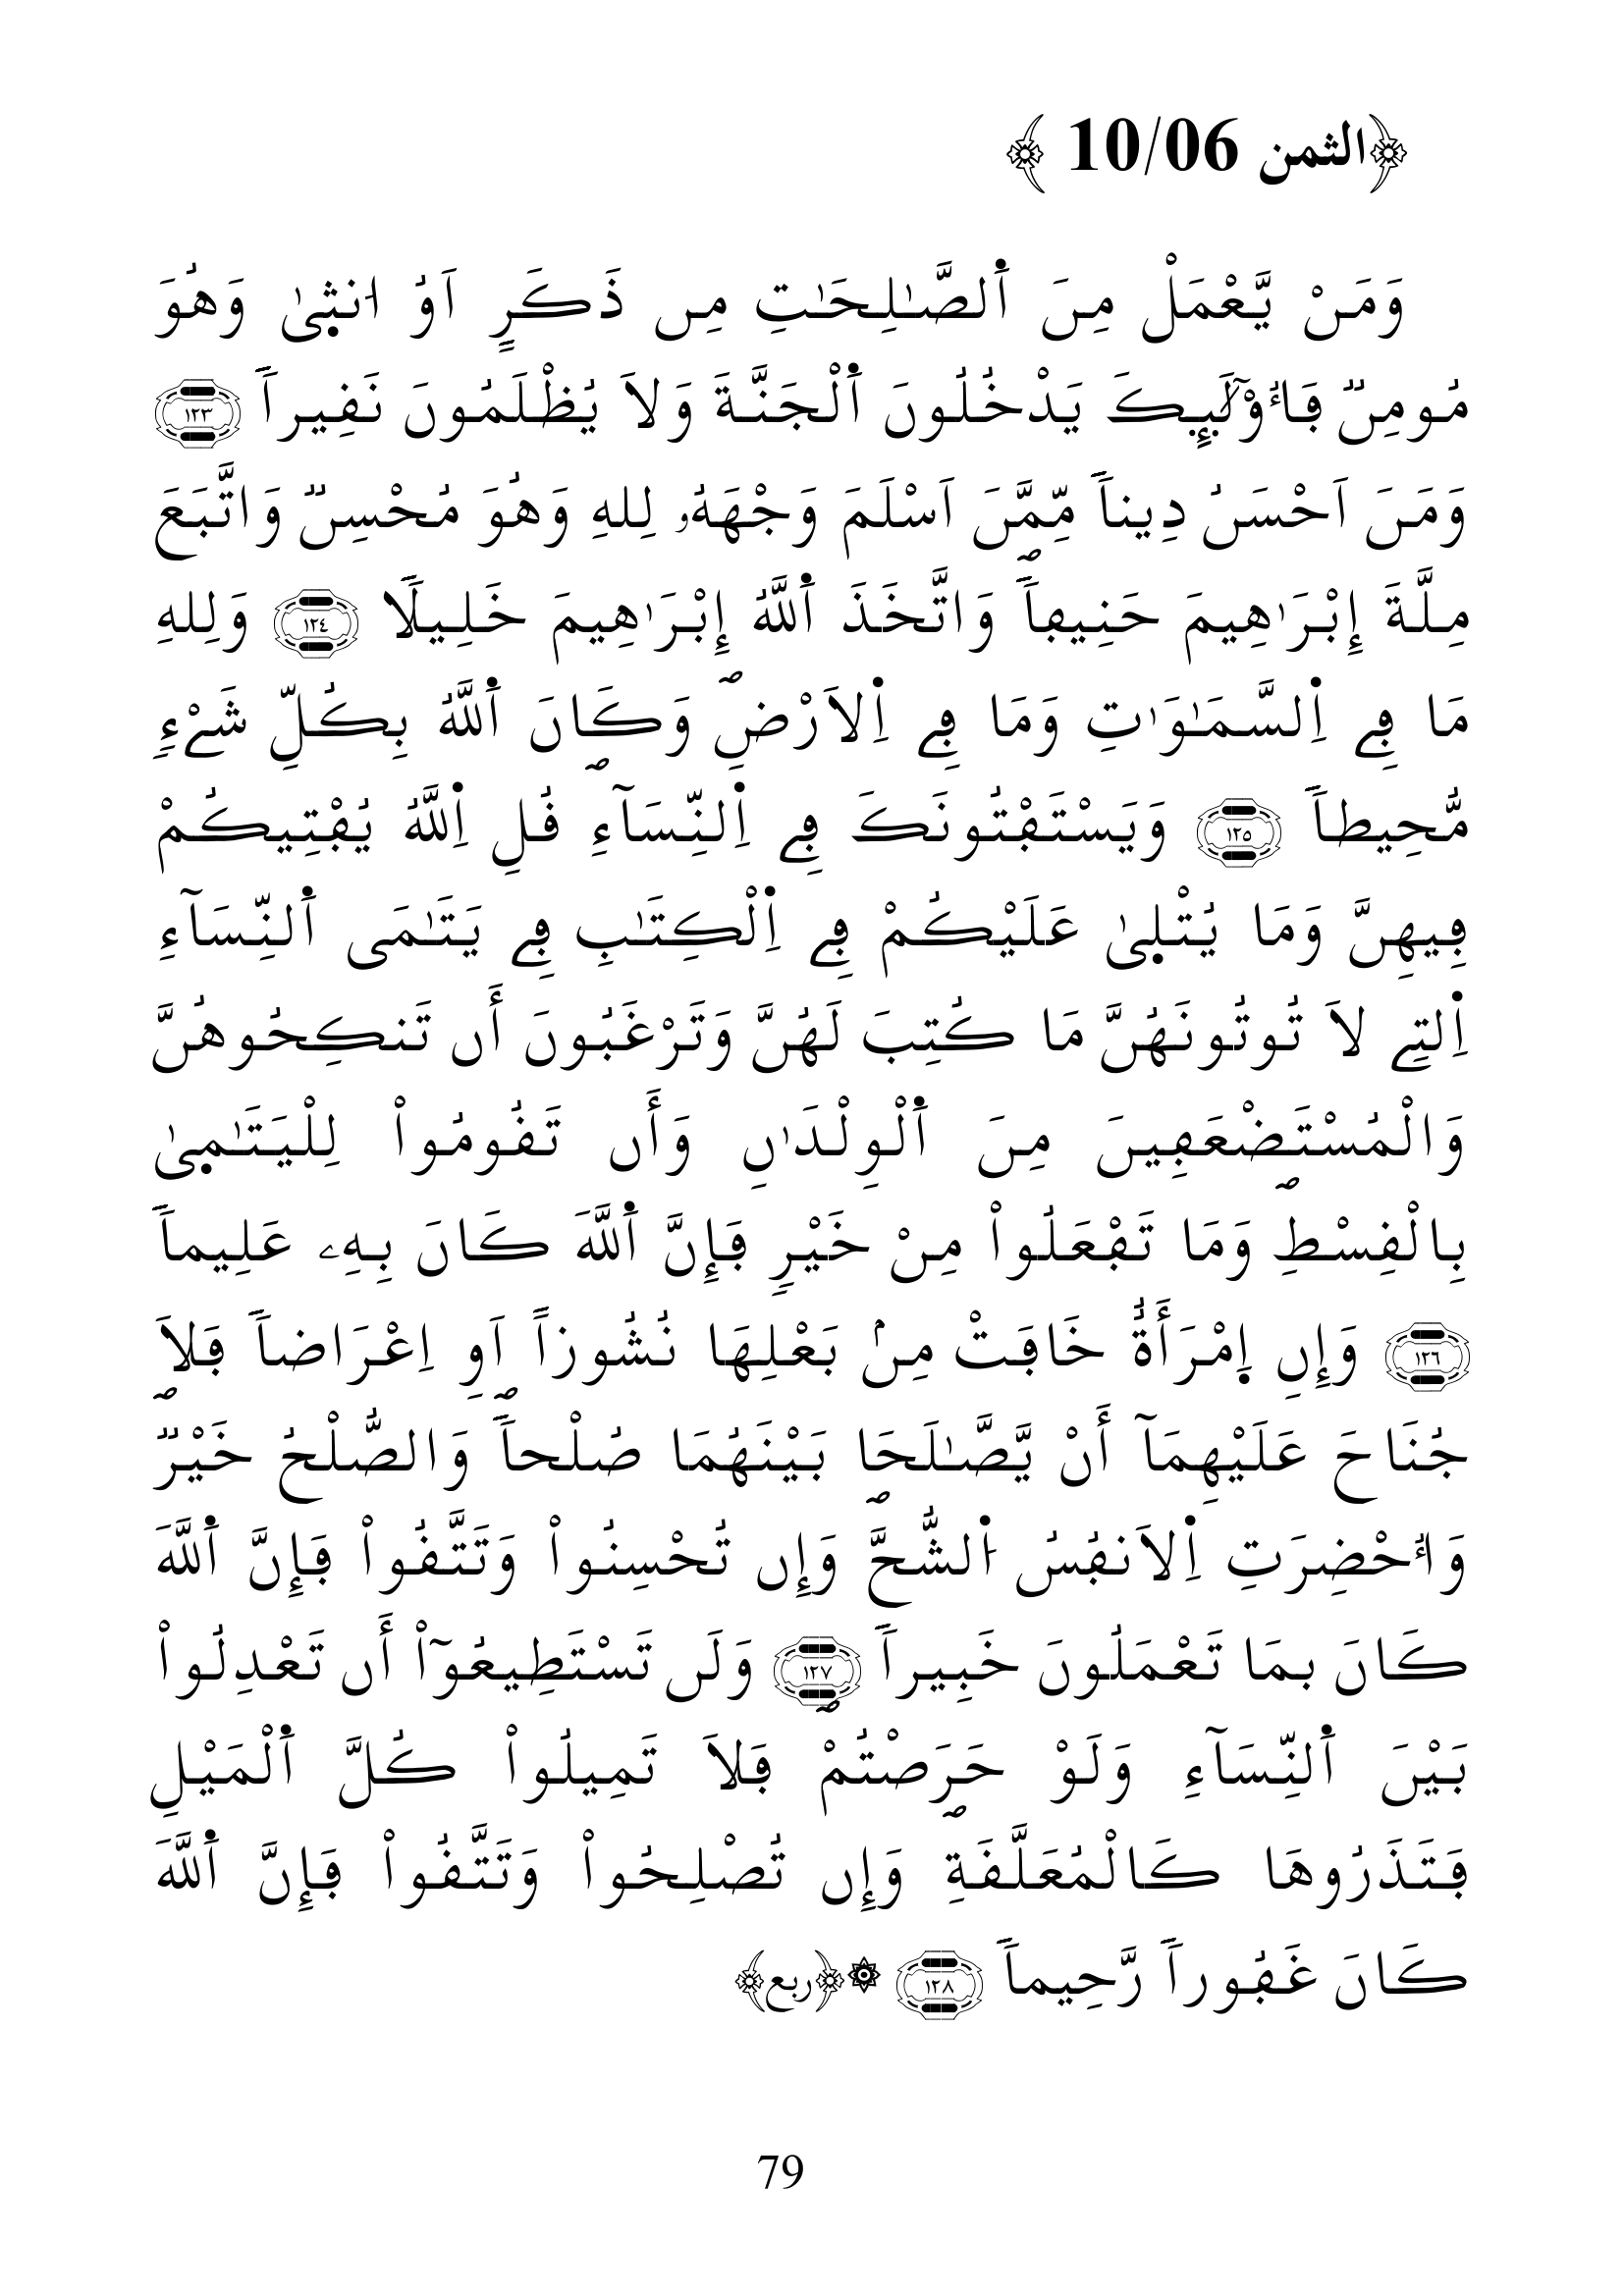 ﴿الثمن 10/06 ﴾
وَمَنْ يَّعْمَلْ مِنَ اَ۬لصَّٰلِحَٰتِ مِن ذَكَرٍ اَوُ ا۟نث۪يٰ وَهُوَ
مُومِنٞ فَأُوْلَٰٓئِكَ يَدْخُلُونَ اَ۬لْجَنَّةَ وَلَا يُظْلَمُونَ نَقِيراٗۖ ١٢٣
وَمَنَ اَحْسَنُ دِيناٗ مِّمَّنَ اَسْلَمَ وَجْهَهُۥ لِلهِ وَهُوَ مُحْسِنٞ وَاتَّبَعَ
مِلَّةَ إِبْرَٰهِيمَ حَنِيفاٗۖ وَاتَّخَذَ اَ۬للَّهُ إِبْرَٰهِيمَ خَلِيلٗا ١٢٤ وَلِلهِ
مَا فِے اِ۬لسَّمَٰوَٰتِ وَمَا فِے اِ۬لَارْضِۖ وَكَانَ اَ۬للَّهُ بِكُلِّ شَےْءٖ
مُّحِيطاٗۖ ١٢٥ وَيَسْتَفْتُونَكَ فِے اِ۬لنِّسَآءِۖ قُلِ اِ۬للَّهُ يُفْتِيكُمْ
فِيهِنَّ وَمَا يُتْل۪يٰ عَلَيْكُمْ فِے اِ۬لْكِتَٰبِ فِے يَتَٰمَى اَ۬لنِّسَآءِ
اِ۬لتِے لَا تُوتُونَهُنَّ مَا كُتِبَ لَهُنَّ وَتَرْغَبُونَ أَن تَنكِحُوهُنَّ
وَالْمُسْتَضْعَفِينَ مِنَ اَ۬لْوِلْدَٰنِ وَأَن تَقُومُواْ لِلْيَتَٰم۪يٰ
بِالْقِسْطِۖ وَمَا تَفْعَلُواْ مِنْ خَيْرٖ فَإِنَّ اَ۬للَّهَ كَانَ بِهِۦ عَلِيماٗۖ
١٢٦ وَإِنِ اِ۪مْرَأَةٌ خَافَتْ مِنۢ بَعْلِهَا نُشُوزاً اَوِ اِعْرَاضاٗ فَلَا
جُنَاحَ عَلَيْهِمَآ أَنْ يَّصَّٰلَحَا بَيْنَهُمَا صُلْحاٗۖ وَالصُّلْحُ خَيْرٞۖ
وَأُحْضِرَتِ اِ۬لَانفُسُ اُ۬لشُّحَّۖ وَإِن تُحْسِنُواْ وَتَتَّقُواْ فَإِنَّ اَ۬للَّهَ
كَانَ بِمَا تَعْمَلُونَ خَبِيراٗۖ ١٢٧ وَلَن تَسْتَطِيعُوٓاْ أَن تَعْدِلُواْ
بَيْنَ اَ۬لنِّسَآءِ وَلَوْ حَرَصْتُمْۖ فَلَا تَمِيلُواْ كُلَّ اَ۬لْمَيْلِ
فَتَذَرُوهَا كَالْمُعَلَّقَةِۖ وَإِن تُصْلِحُواْ وَتَتَّقُواْ فَإِنَّ اَ۬للَّهَ
كَانَ غَفُوراٗ رَّحِيماٗۖ ١٢٨ ۞﴿ربع﴾
79